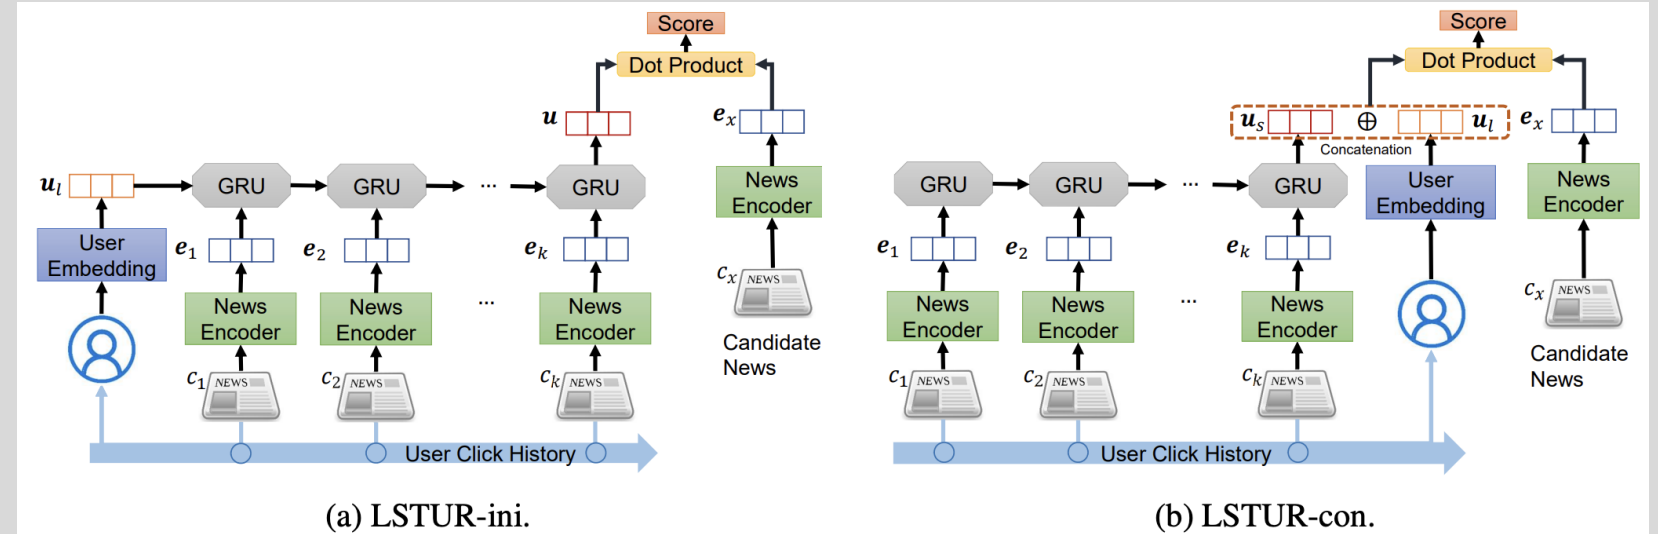 Score
Dot Product
u
e_x
u_l
GRU
GRU
...
GRU
News
Encoder
User
Embedding
e_1
e_2
e_k
c_x
NEWS
News
Encoder
News
Encoder
...
News
Encoder
Candidate
News
c_1
NEWS
c_2
NEWS
c_k
NEWS
User Click History
(a) LSTUR-ini.
Score
Dot Product
u_s
⊕
u_l
e_x
Concatenation
GRU
GRU
...
GRU
User
Embedding
News
Encoder
e_1
e_2
e_k
c_x
NEWS
News
Encoder
News
Encoder
...
News
Encoder
Candidate
News
c_1
NEWS
c_2
NEWS
c_k
NEWS
User Click History
(b) LSTUR-con.